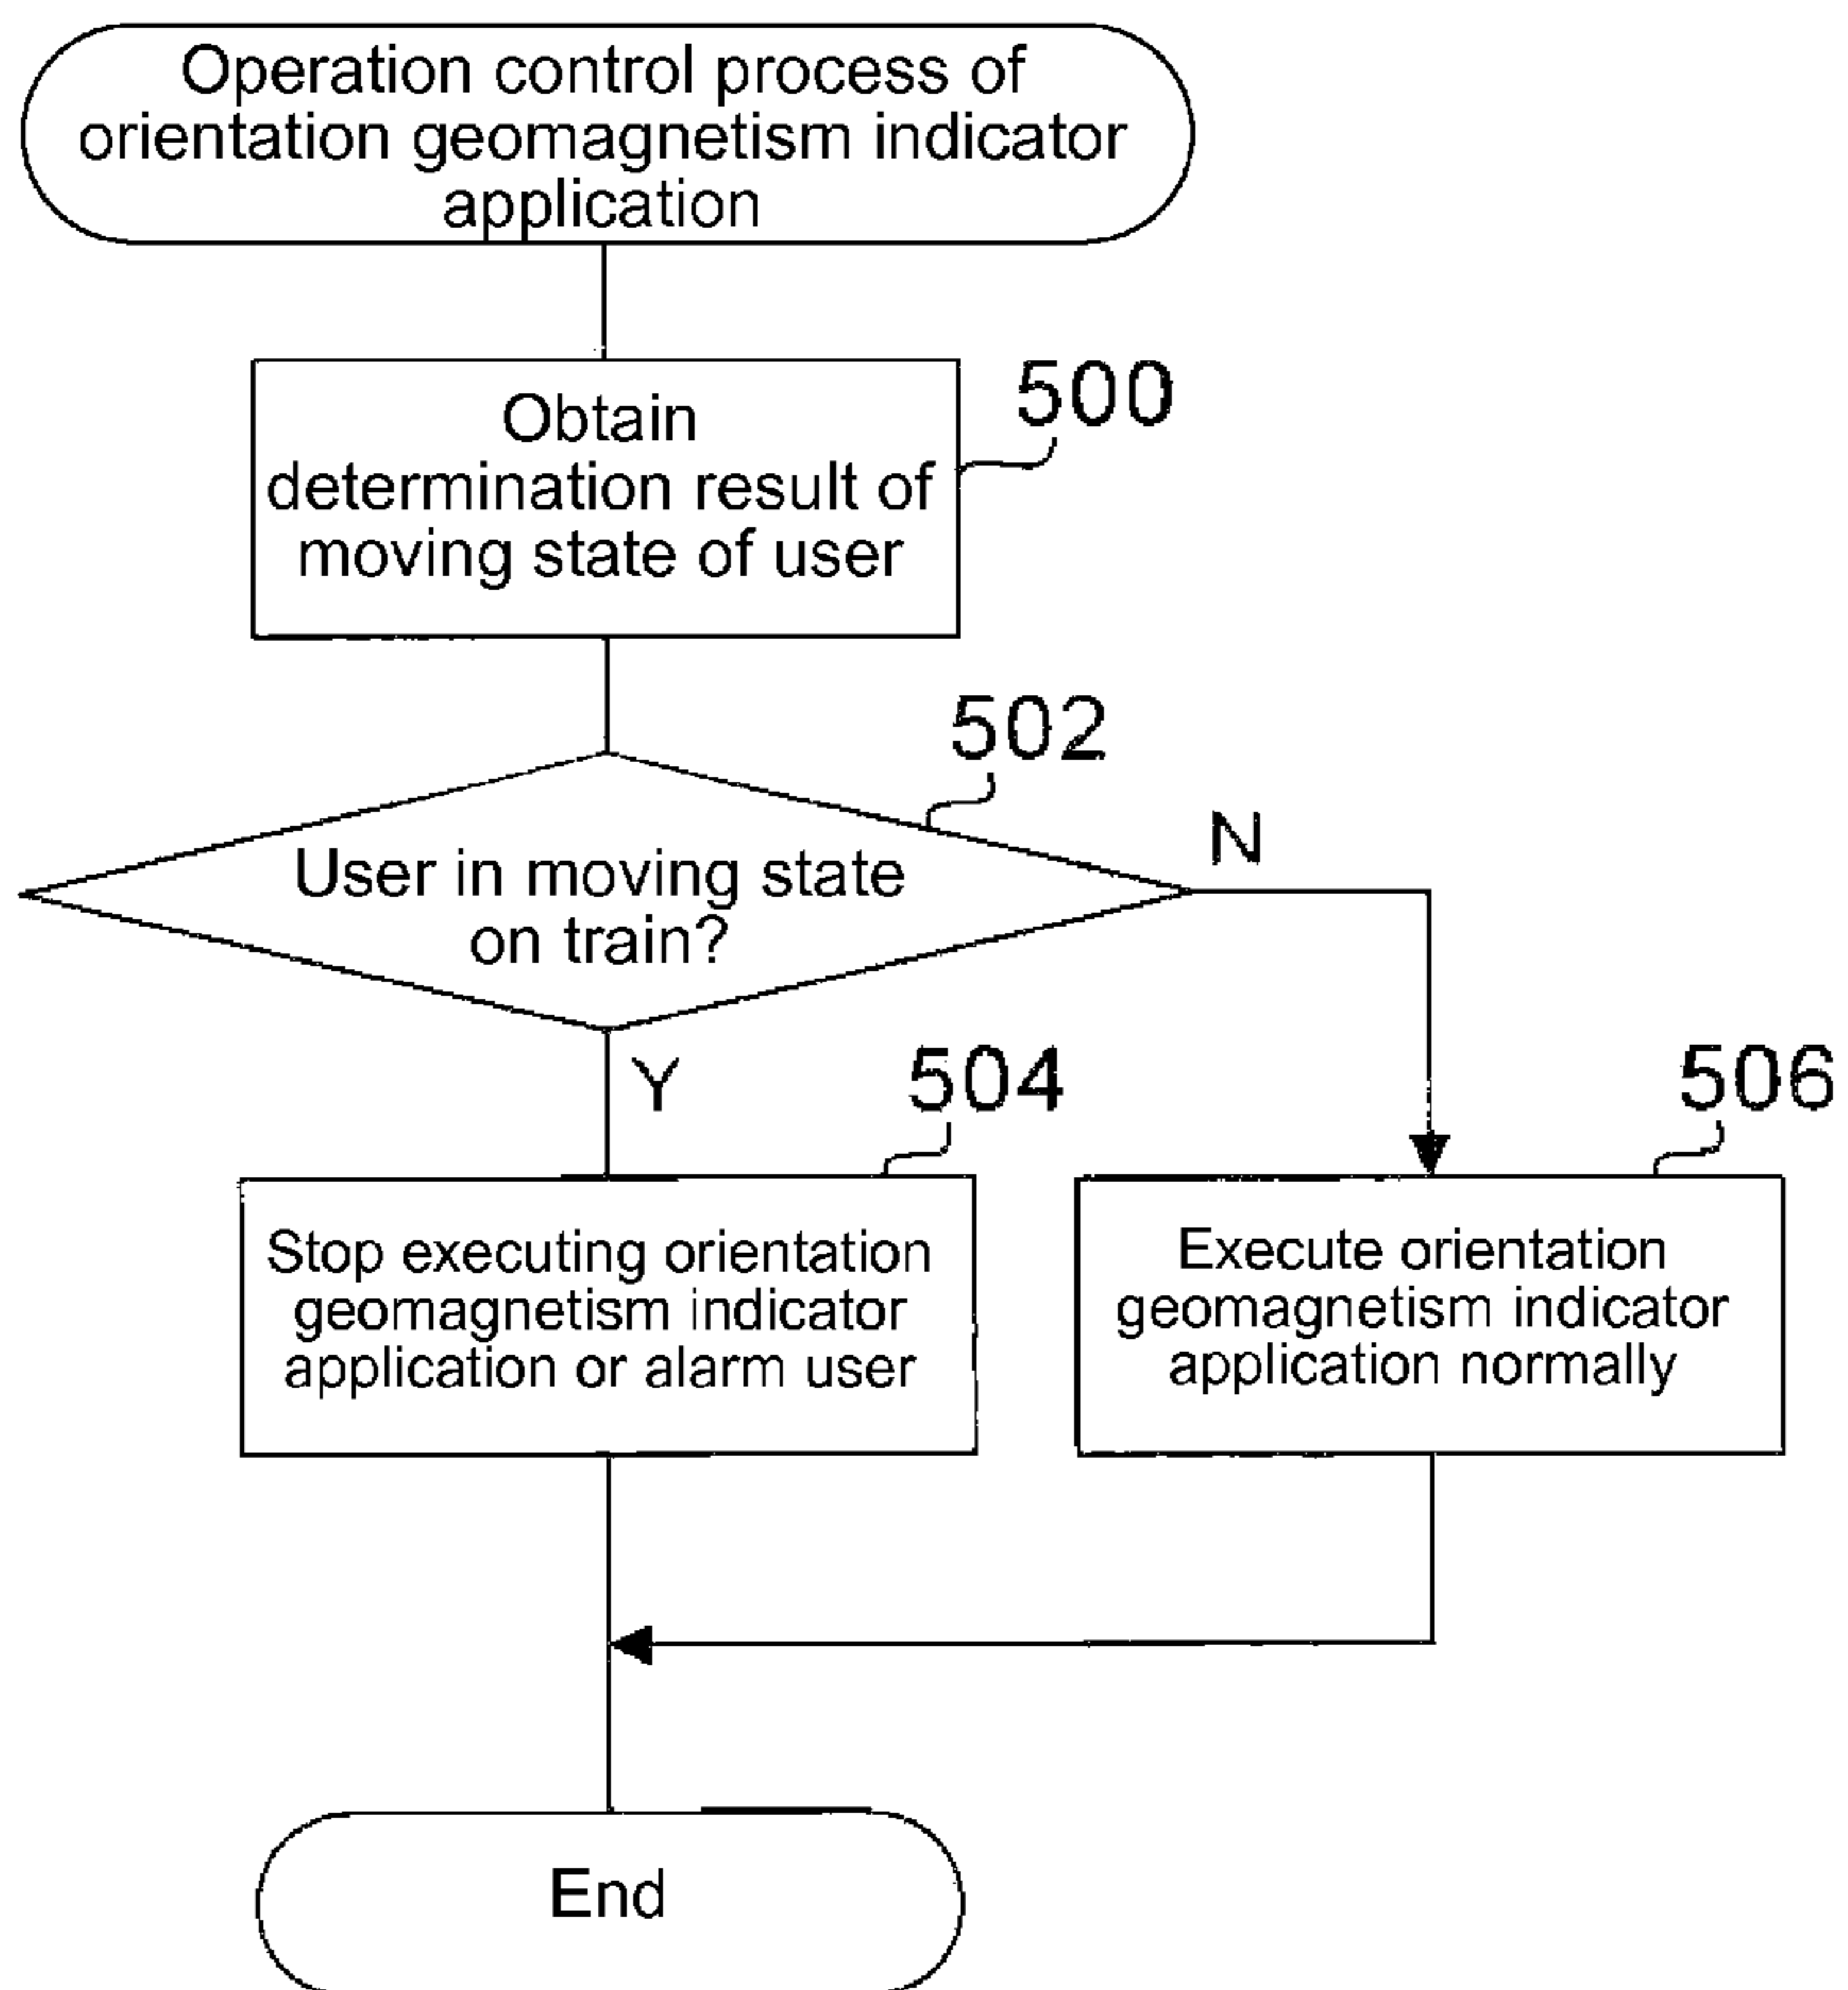 Operation control process of
orientation geomagnetism indicator
application
500
Obtain
determination result of
moving state of user
502
N
User in moving state
on train?
Y
504
506
Stop executing orientation
geomagnetism indicator
application or alarm user
Execute orientation
geomagnetism indicator
application normally
End